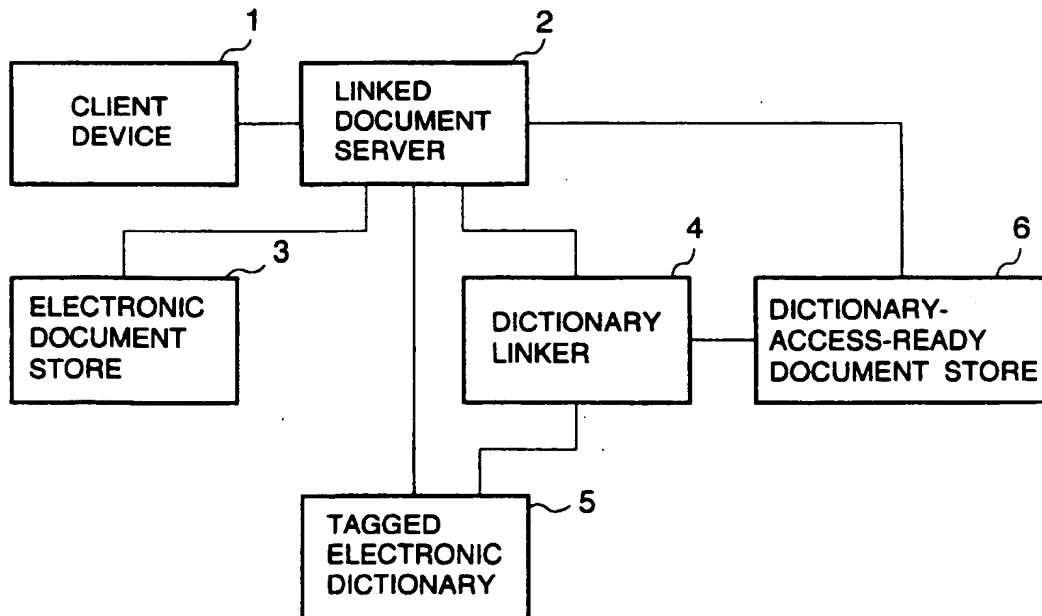 1
CLIENT
DEVICE
2
LINKED
DOCUMENT
SERVER
3
ELECTRONIC
DOCUMENT
STORE
4
DICTIONARY
LINKER
6
DICTIONARY-
ACCESS-READY
DOCUMENT STORE
5
TAGGED
ELECTRONIC
DICTIONARY